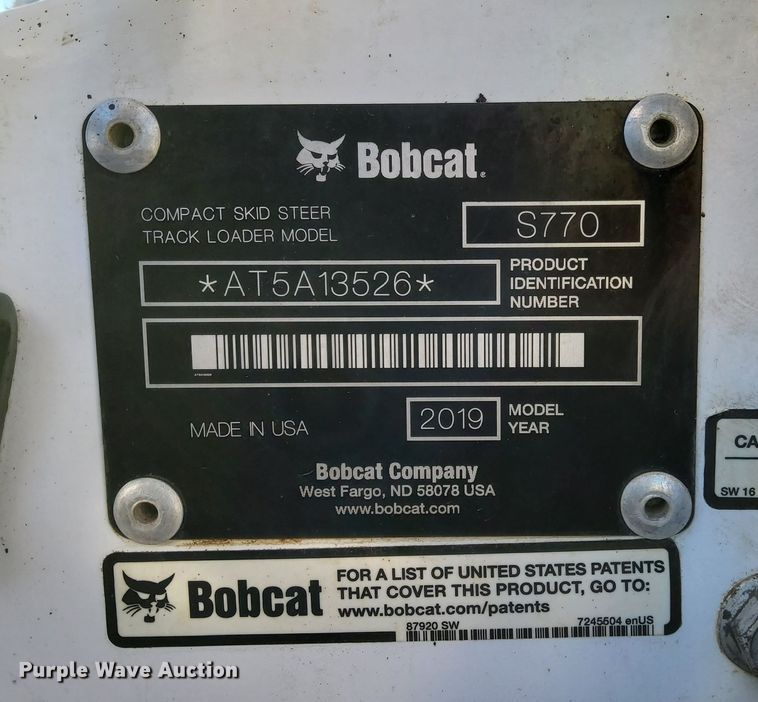 Bobcat.
COMPACT SKID STEER
TRACK LOADER MODEL
S770
*AT5A13526*
PRODUCT
IDENTIFICATION
NUMBER
MADE IN USA
2019
MODEL
YEAR
Bobcat Company
West Fargo, ND 58078 USA
www.bobcat.com
CA
SW 16
Bobcat
FOR A LIST OF UNITED STATES PATENTS
THAT COVER THIS PRODUCT, GO TO:
www.bobcat.com/patents
87920 SW
7245504 enUS
Purple Wave Auction